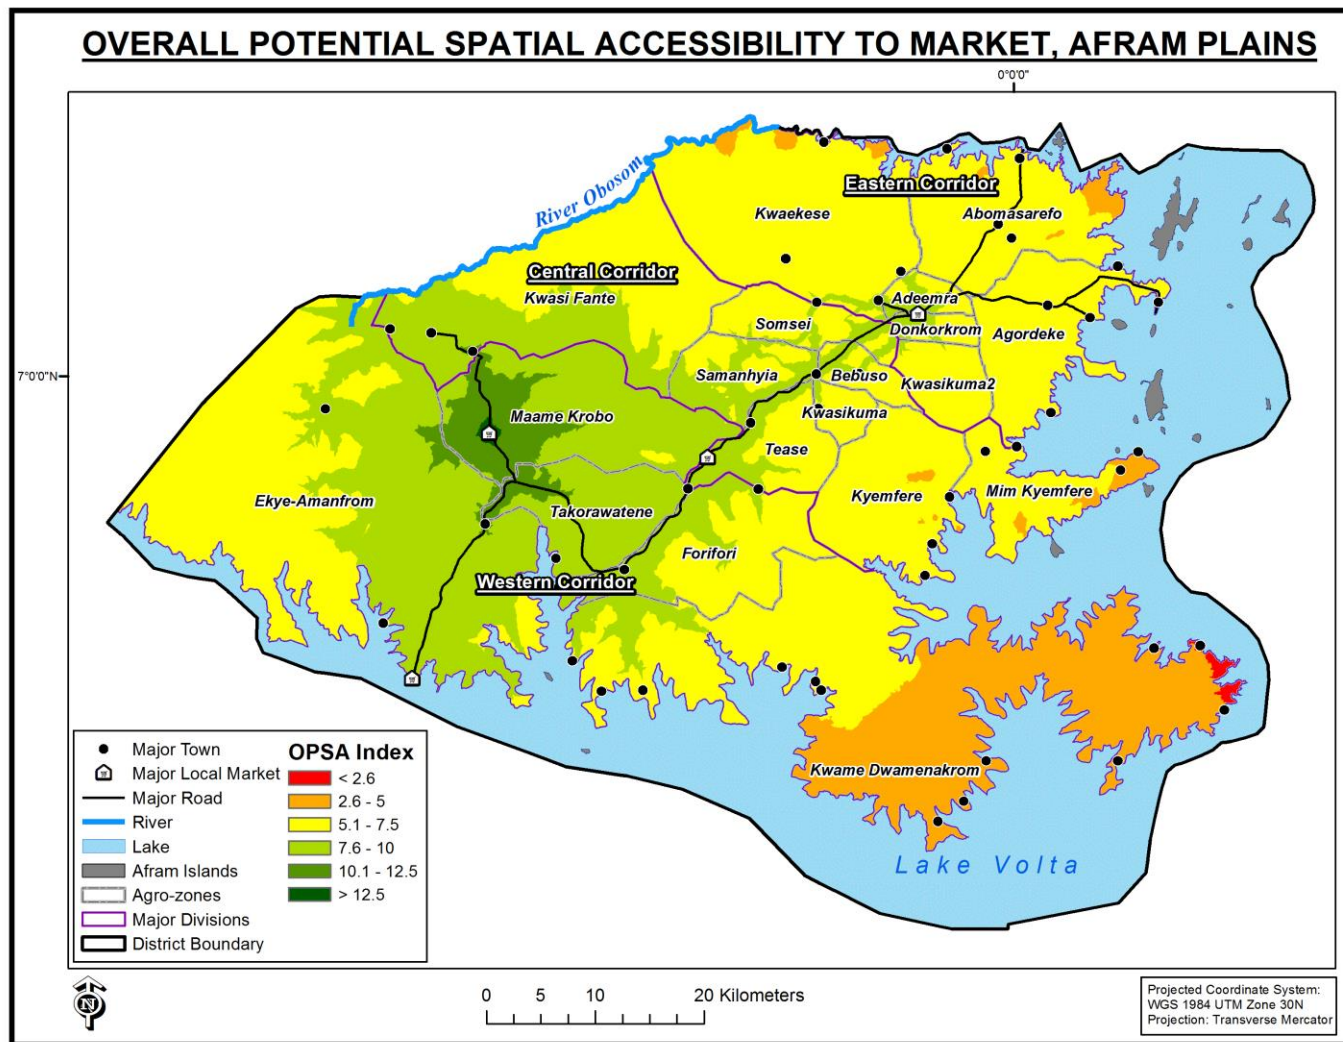 OVERALL POTENTIAL SPATIAL ACCESSIBILITY TO MARKET, AFRAM PLAINS
0°0'0"
7°0'0"N
River Obosom
Eastern Corridor
Kwaekese
Abomasarefo
Central Corridor
Kwasi Fante
Adeemra
Somsei
Donkorkrom
Agordeke
Samanhyia
Bebuso
Kwasikuma2
Maame Krobo
Kwasikuma
Tease
Ekye-Amanfrom
Takorawatene
Kyemfere
Mim Kyemfere
Forifori
Western Corridor
Kwame Dwamenakrom
Lake Volta
Major Town
Major Local Market
Major Road
River
Lake
Afram Islands
Agro-zones
Major Divisions
District Boundary
OPSA Index
< 2.6
2.6 - 5
5.1 - 7.5
7.6 - 10
10.1 - 12.5
> 12.5
N
0 5 10 20 Kilometers
Projected Coordinate System:
WGS 1984 UTM Zone 30N
Projection: Transverse Mercator